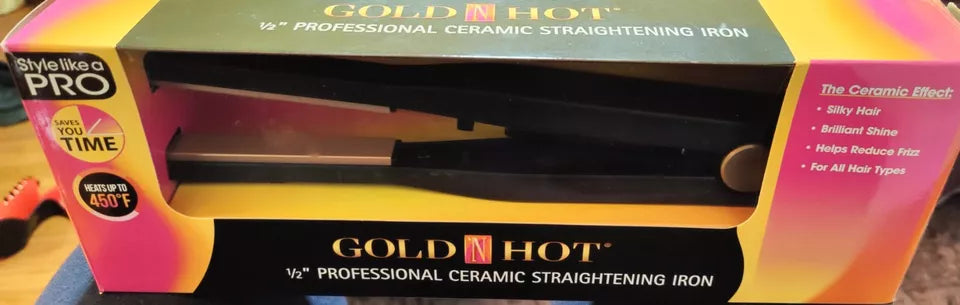 GOLD 'N HOT®
½" PROFESSIONAL CERAMIC STRAIGHTENING IRON
Style like a
PRO
SAVES
YOU
TIME
HEATS UP TO
450°F
The Ceramic Effect:
• Silky Hair
• Brilliant Shine
• Helps Reduce Frizz
• For All Hair Types
GOLD 'N HOT®
½" PROFESSIONAL CERAMIC STRAIGHTENING IRON